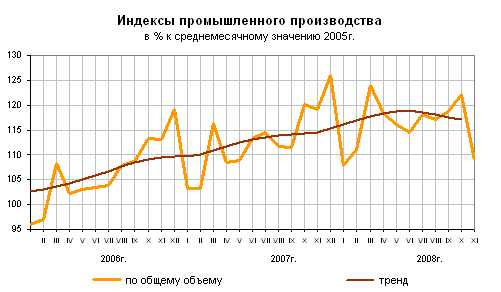 Индексы промышленного производства
в % к среднемесячному значению 2005г.
130
125
120
115
110
105
100
95
II III IV V VI VII VIII IX X XI XII I II III IV V VI VII VIII IX X XI XII I II III IV V VI VII VIII IX X XI
2006г. 2007г. 2008г.
по общему объему тренд